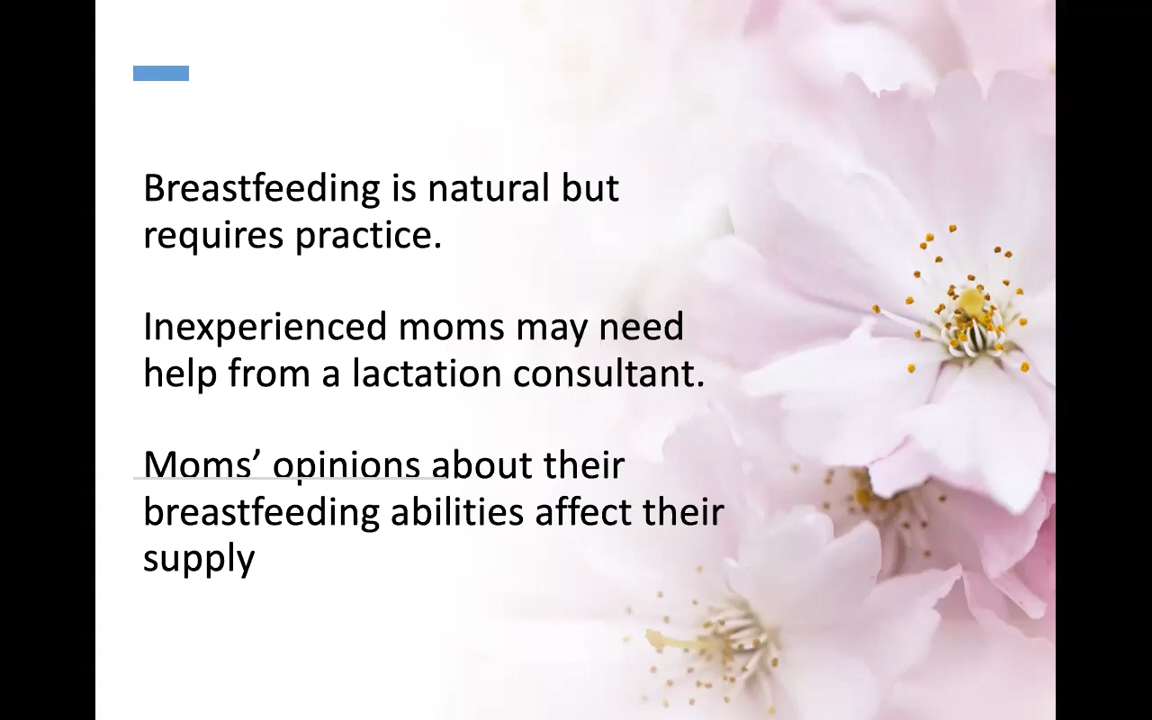 Breastfeeding is natural but
requires practice.
Inexperienced moms may need
help from a lactation consultant.
Moms’ opinions about their
breastfeeding abilities affect their
supply